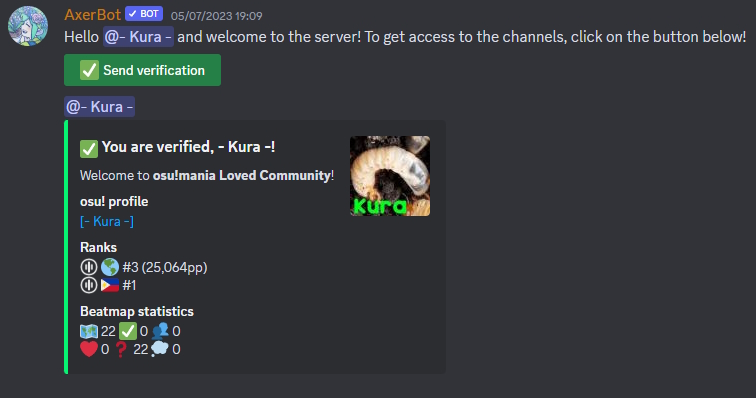 AxerBot ✓ BOT 05/07/2023 19:09
Hello @- Kura - and welcome to the server! To get access to the channels, click on the button below!
Send verification
@- Kura -
You are verified, - Kura -!
Welcome to osu!mania Loved Community!
osu! profile
[- Kura -]
Ranks
#3 (25,064pp)
#1
Beatmap statistics
22 0 0
0 22 0
Kura